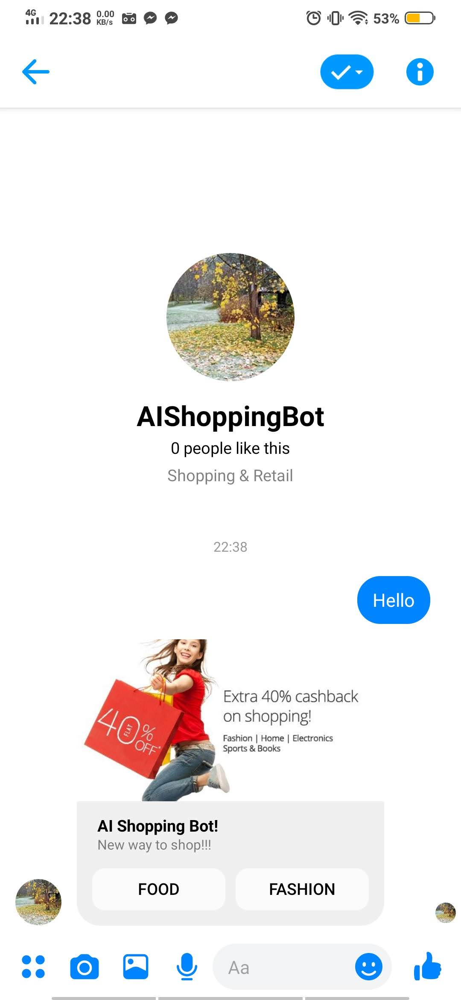 4G
22:38
0.00
KB/s
53%
AIShoppingBot
0 people like this
Shopping & Retail
22:38
Hello
40%
FLAT
OFF*
Extra 40% cashback
on shopping!
Fashion | Home | Electronics
Sports & Books
AI Shopping Bot!
New way to shop!!!
FOOD
FASHION
Aa